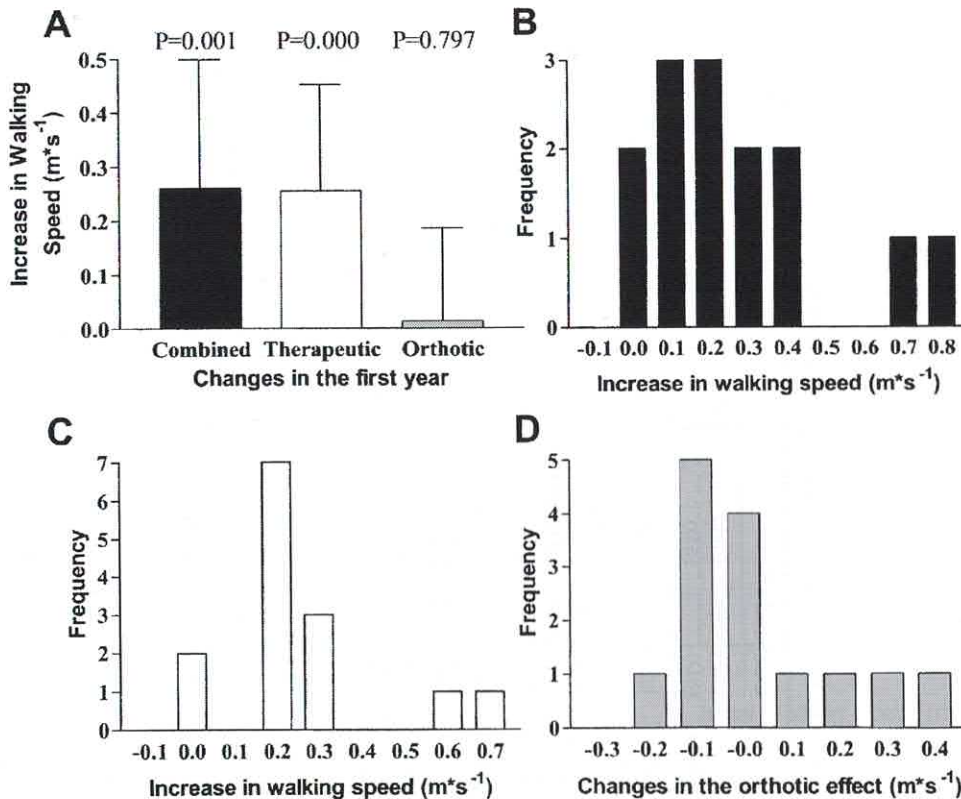 A
P=0.001 P=0.000 P=0.797
Increase in Walking
Speed (m*s⁻¹)
0.5
0.4
0.3
0.2
0.1
0.0
Combined Therapeutic Orthotic
Changes in the first year
B
Frequency
3
2
1
0
-0.1 0.0 0.1 0.2 0.3 0.4 0.5 0.6 0.7 0.8
Increase in walking speed (m*s⁻¹)
C
Frequency
7
6
5
4
3
2
1
0
-0.1 0.0 0.1 0.2 0.3 0.4 0.5 0.6 0.7
Increase in walking speed (m*s⁻¹)
D
Frequency
5
4
3
2
1
0
-0.3 -0.2 -0.1 -0.0 0.1 0.2 0.3 0.4
Changes in the orthotic effect (m*s⁻¹)